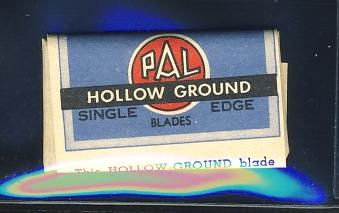 PAL
HOLLOW GROUND
SINGLE EDGE
BLADES
This HOLLOW GROUND blade